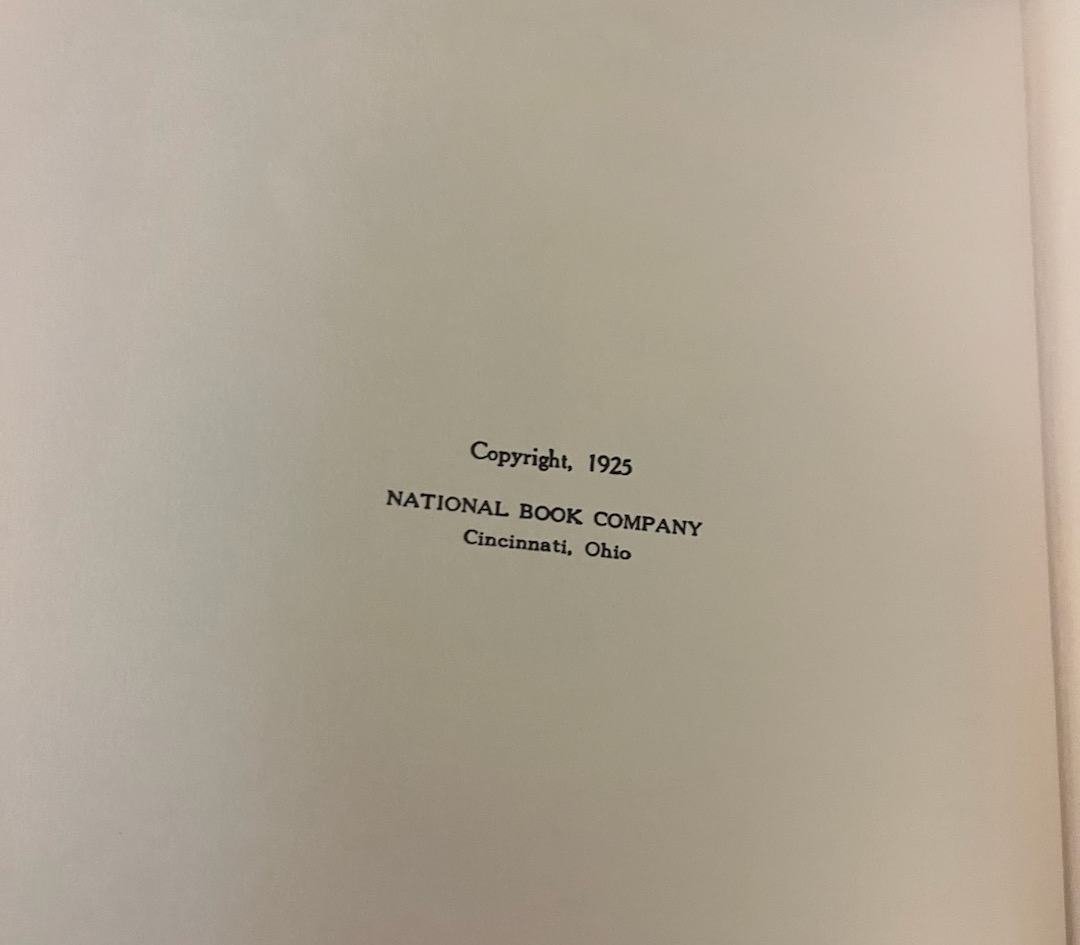 Copyright, 1925
NATIONAL BOOK COMPANY
Cincinnati, Ohio